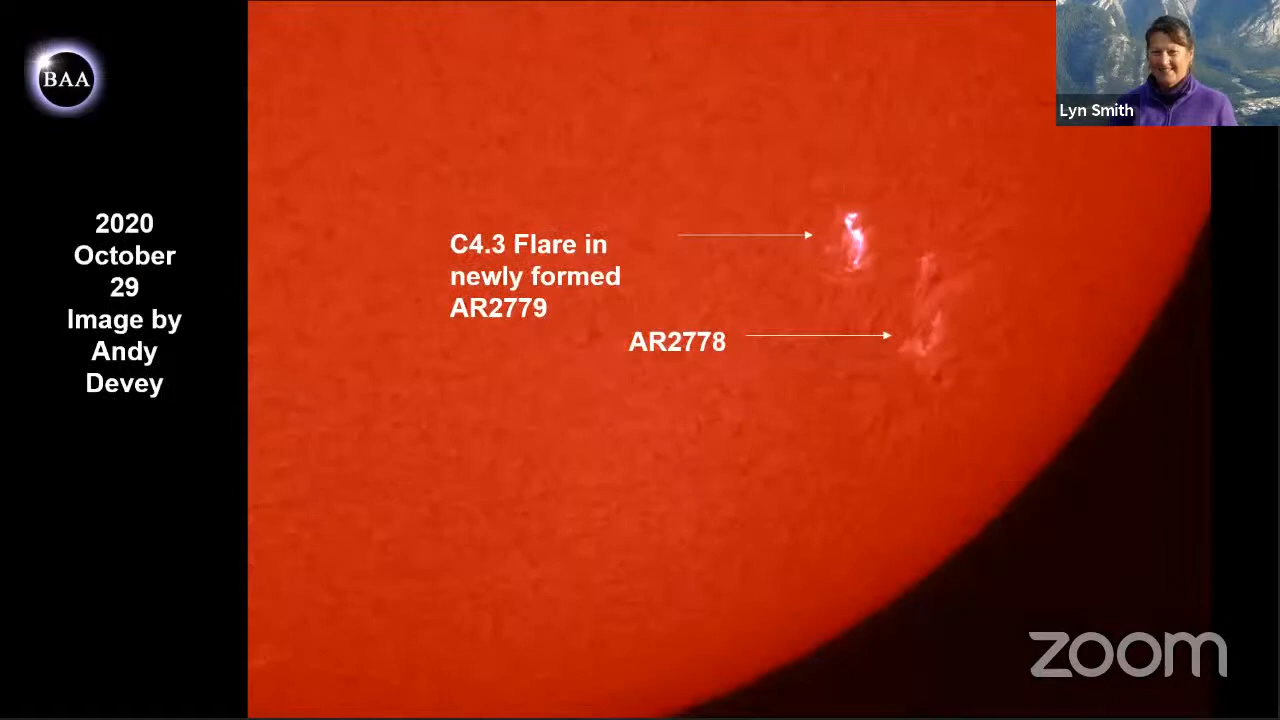 BAA
2020
October
29
Image by
Andy
Devey
C4.3 Flare in
newly formed
AR2779
AR2778
Lyn Smith
zoom